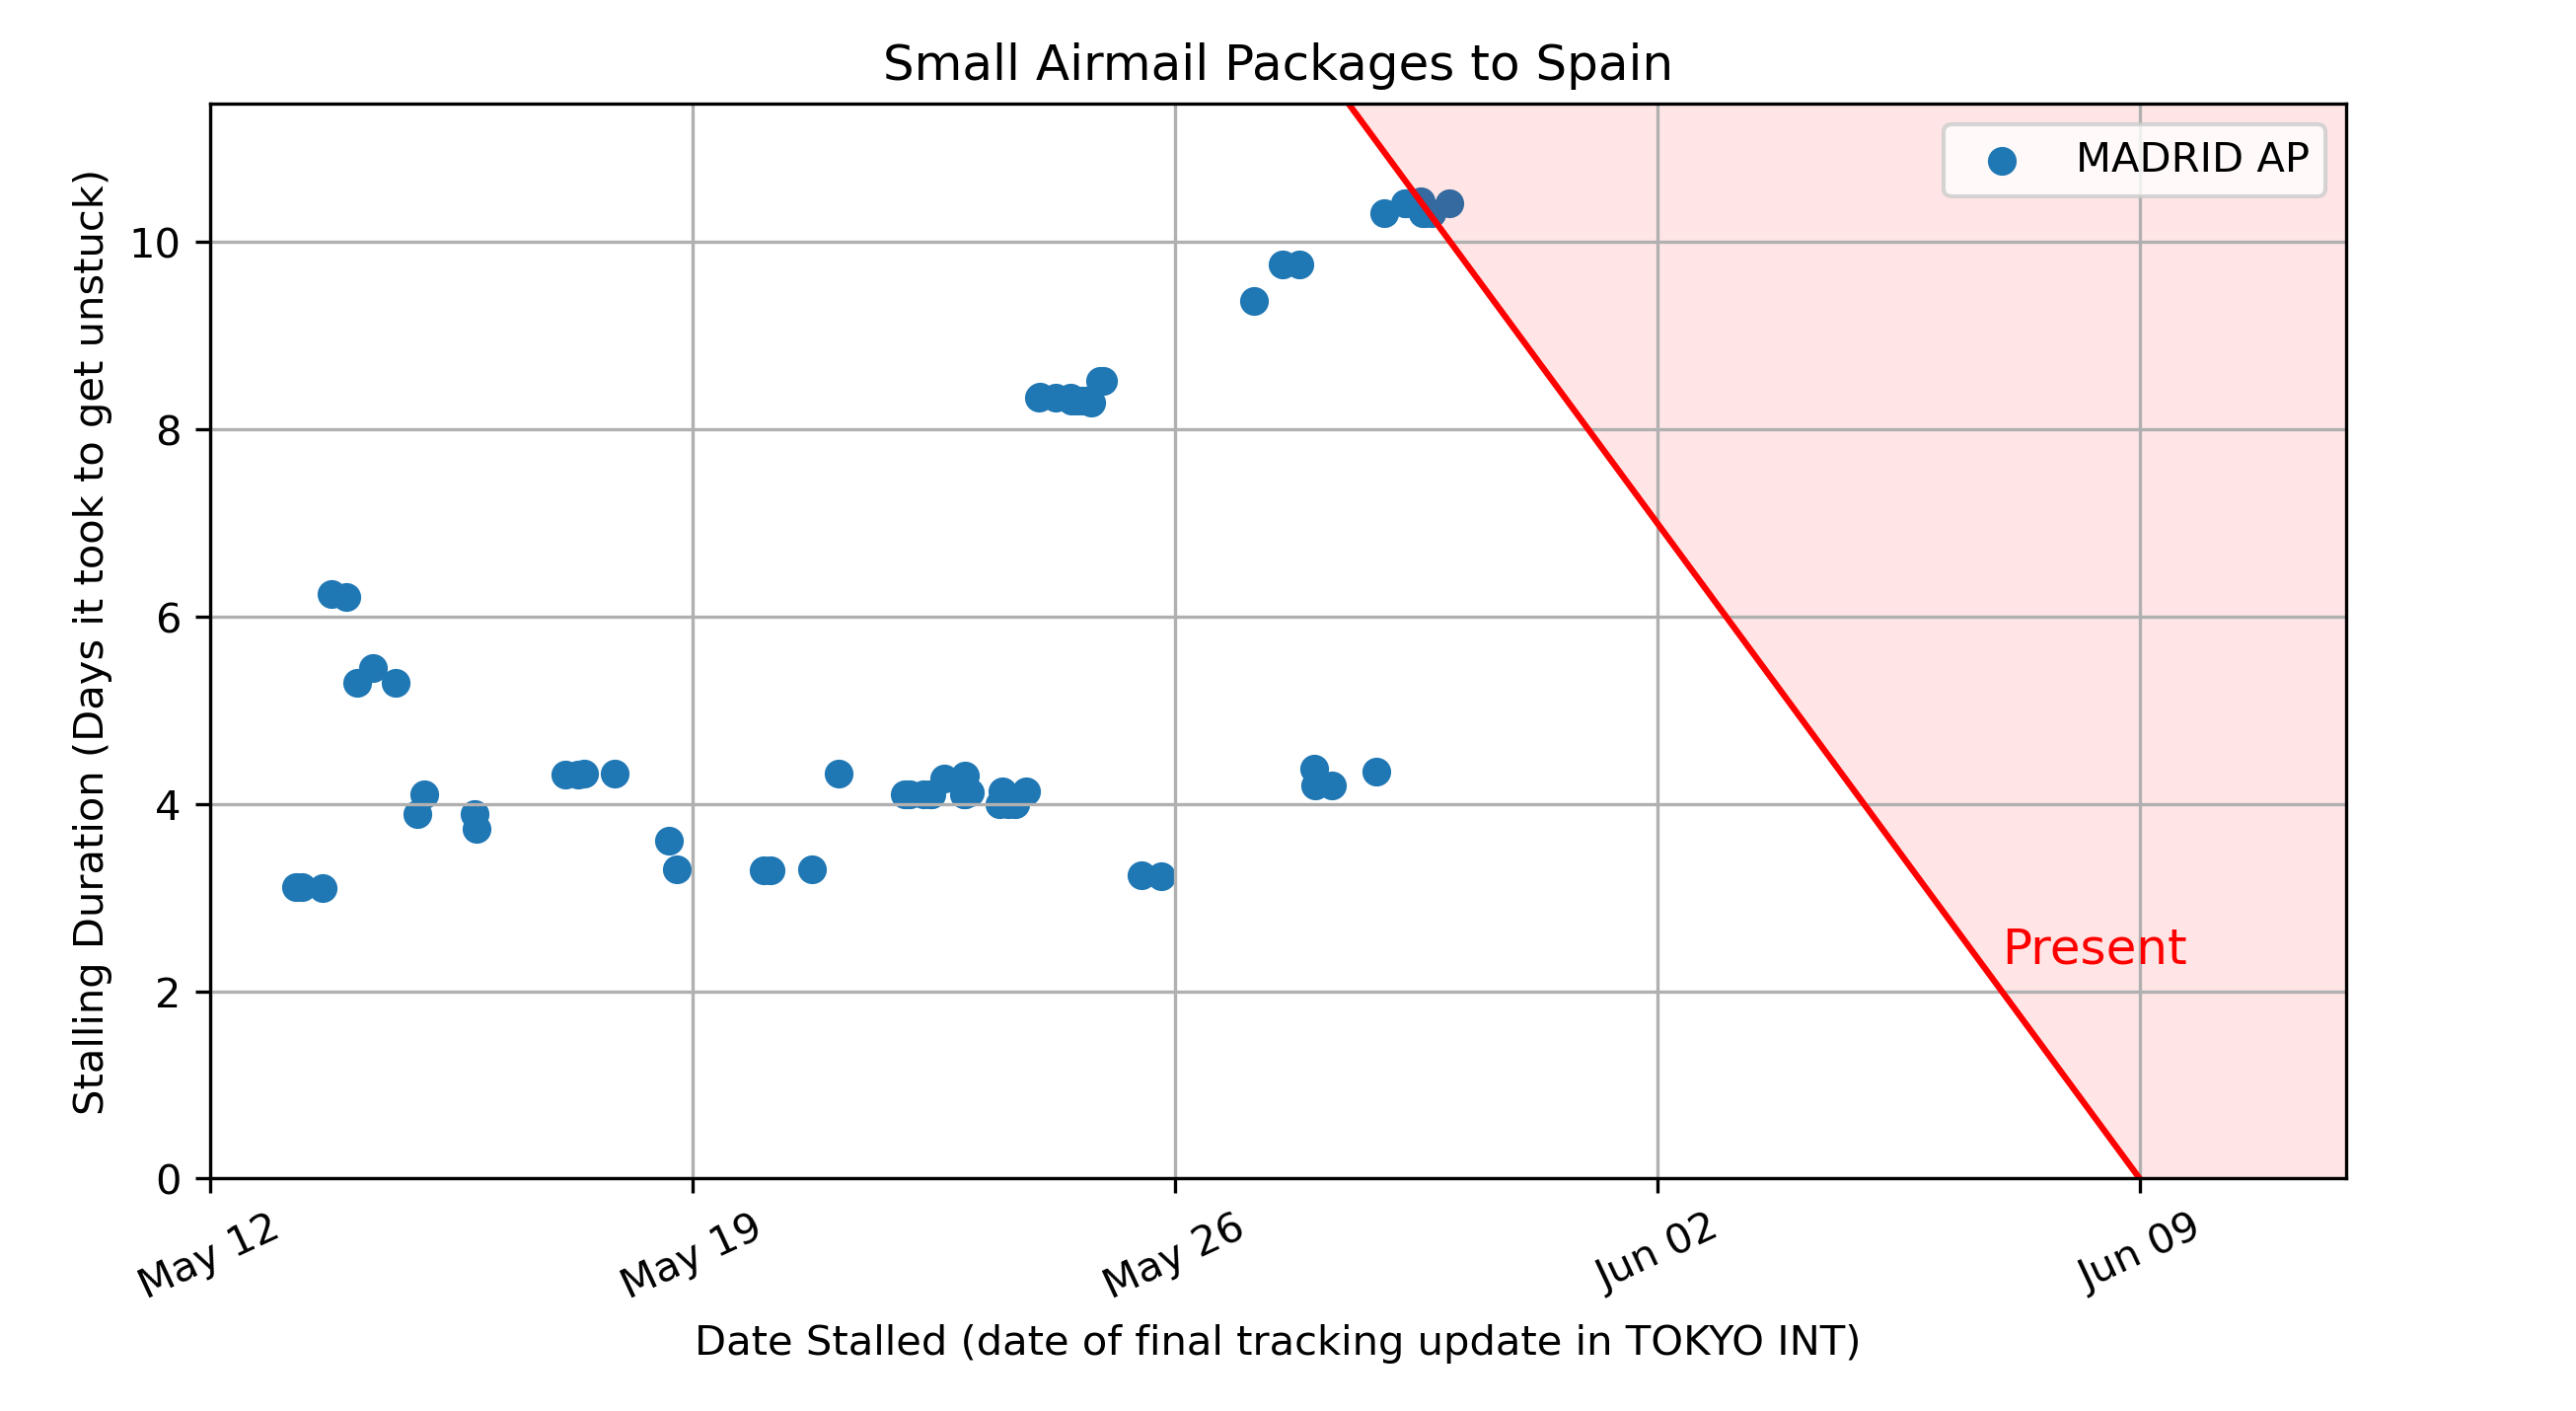 Small Airmail Packages to Spain
MADRID AP
Stalling Duration (Days it took to get unstuck)
10
8
6
4
2
0
Present
May 12
May 19
May 26
Jun 02
Jun 09
Date Stalled (date of final tracking update in TOKYO INT)